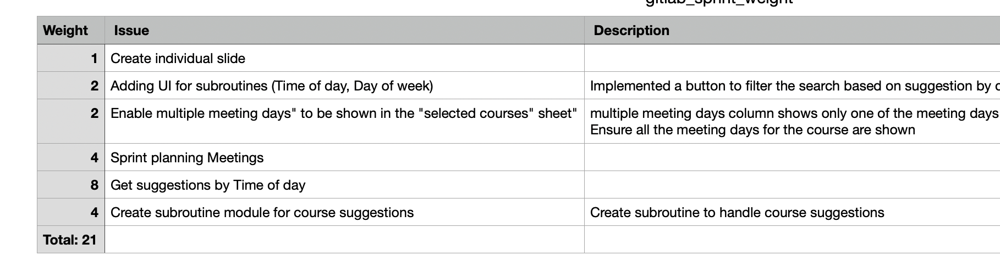 gitlab_sprint_weight
Weight Issue Description
1 Create individual slide
2 Adding UI for subroutines (Time of day, Day of week) Implemented a button to filter the search based on suggestion by
2 Enable multiple meeting days" to be shown in the "selected courses" sheet" multiple meeting days column shows only one of the meeting days
Ensure all the meeting days for the course are shown
4 Sprint planning Meetings
8 Get suggestions by Time of day
4 Create subroutine module for course suggestions Create subroutine to handle course suggestions
Total: 21